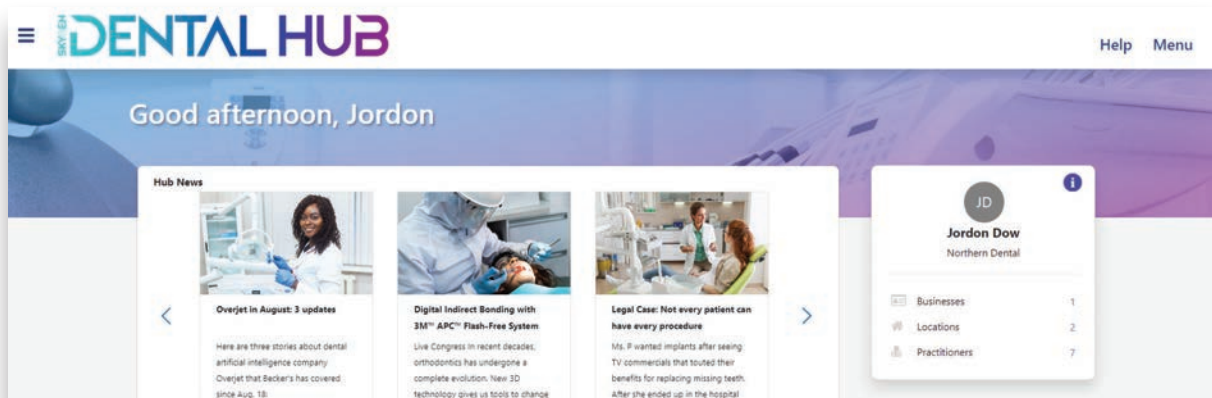 SKYGEN
DENTAL HUB
Help Menu
Good afternoon, Jordon
Hub News
Overjet in August: 3 updates
Here are three stories about dental
artificial intelligence company
Overjet that Becker's has covered
since Aug. 18:
Digital Indirect Bonding with
3M™ APC™ Flash-Free System
Live Congress In recent decades,
orthodontics has undergone a
complete evolution. New 3D
technology gives us tools to change
Legal Case: Not every patient can
have every procedure
Ms. P wanted implants after seeing
TV commercials that touted their
benefits for replacing missing teeth.
After she ended up in the hospital
i
JD
Jordon Dow
Northern Dental
Businesses 1
Locations 2
Practitioners 7